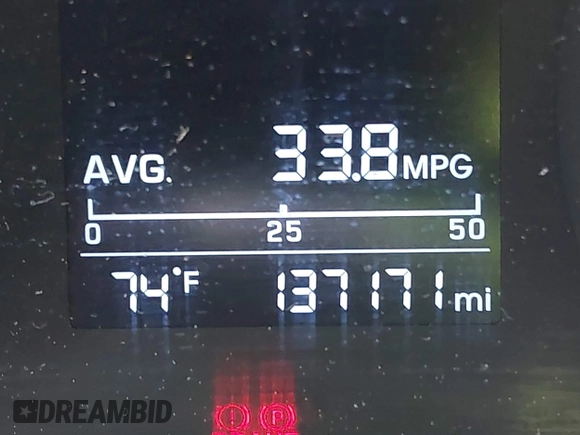 AVG. 33.8 MPG
0 25 50
74°F 137171 mi
DREAMBID